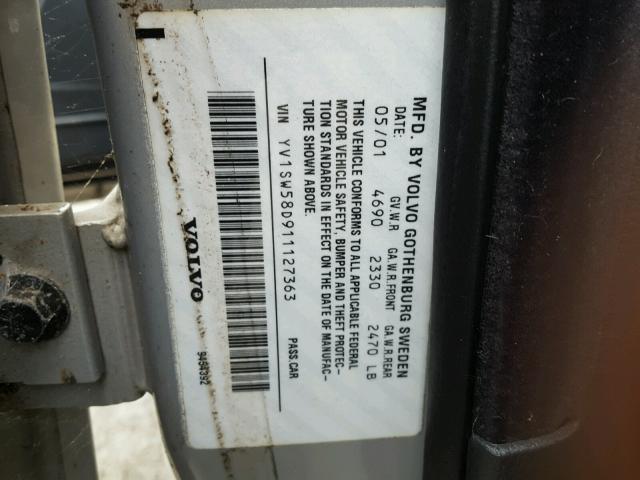 MFD. BY VOLVO GOTHENBURG SWEDEN
DATE: GV.W.R GA.W.R.FRONT GA.W.R.REAR
05/01 4690 2330 2470 LB
THIS VEHICLE CONFORMS TO ALL APPLICABLE FEDERAL
MOTOR VEHICLE SAFETY, BUMPER AND THEFT PROTEC-
TION STANDARDS IN EFFECT ON THE DATE OF MANUFAC-
TURE SHOWN ABOVE.
VIN YV1SW58D911127363 PASS.CAR
VOLVO 9454392